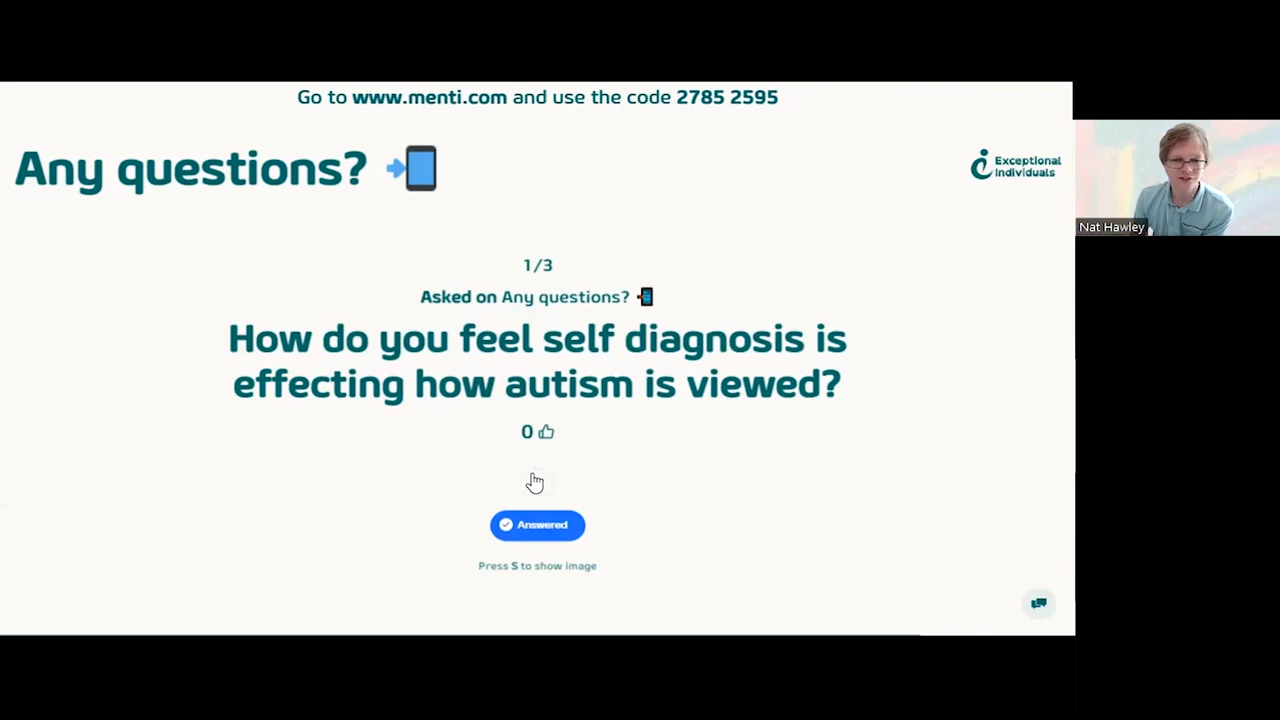 Go to www.menti.com and use the code 2785 2595
Any questions?
Exceptional
Individuals
Nat Hawley
1/3
Asked on Any questions?
How do you feel self diagnosis is
effecting how autism is viewed?
0
Answered
Press S to show image